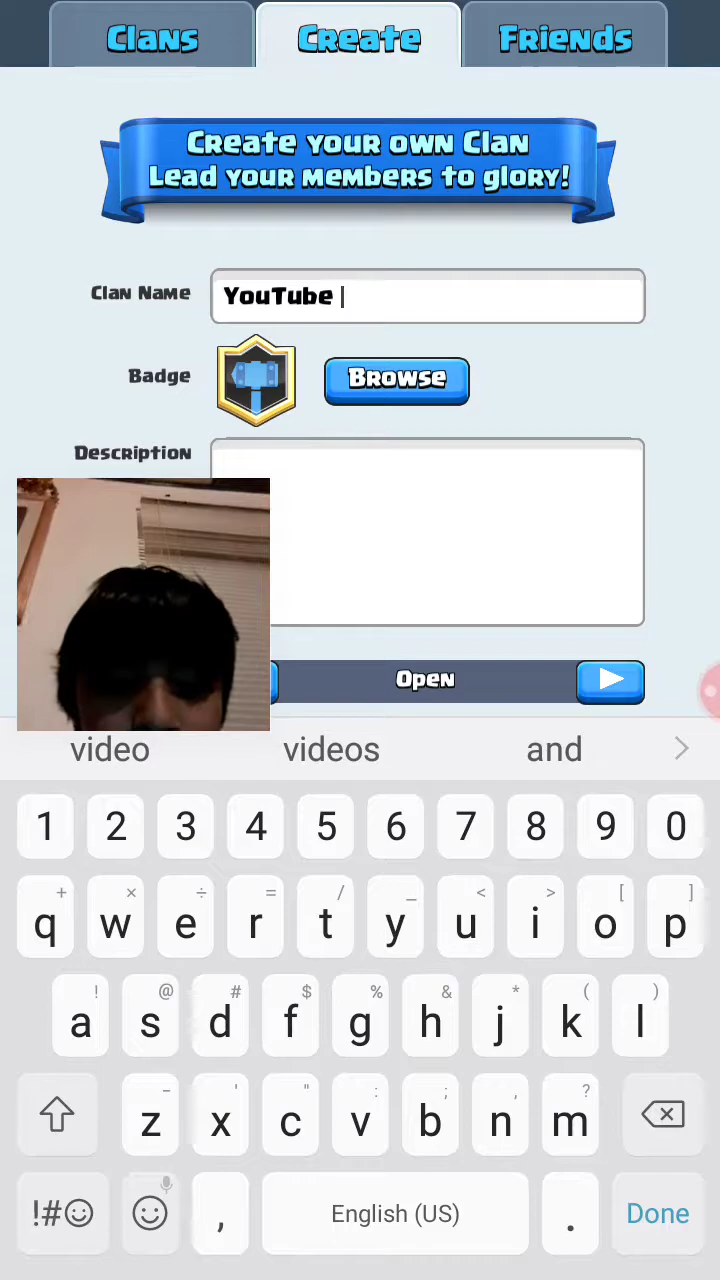 Clans
Create
Friends
Create your own Clan
Lead your members to glory!
Clan Name
YouTube
Badge
Browse
Description
Open
video
videos
and
1 2 3 4 5 6 7 8 9 0
+ × ÷ = / _ < > [ ]
q w e r t y u i o p
! @ # $ % & * ( )
a s d f g h j k l
- ' " : ; , ?
z x c v b n m
!#☺
,
English (US)
.
Done